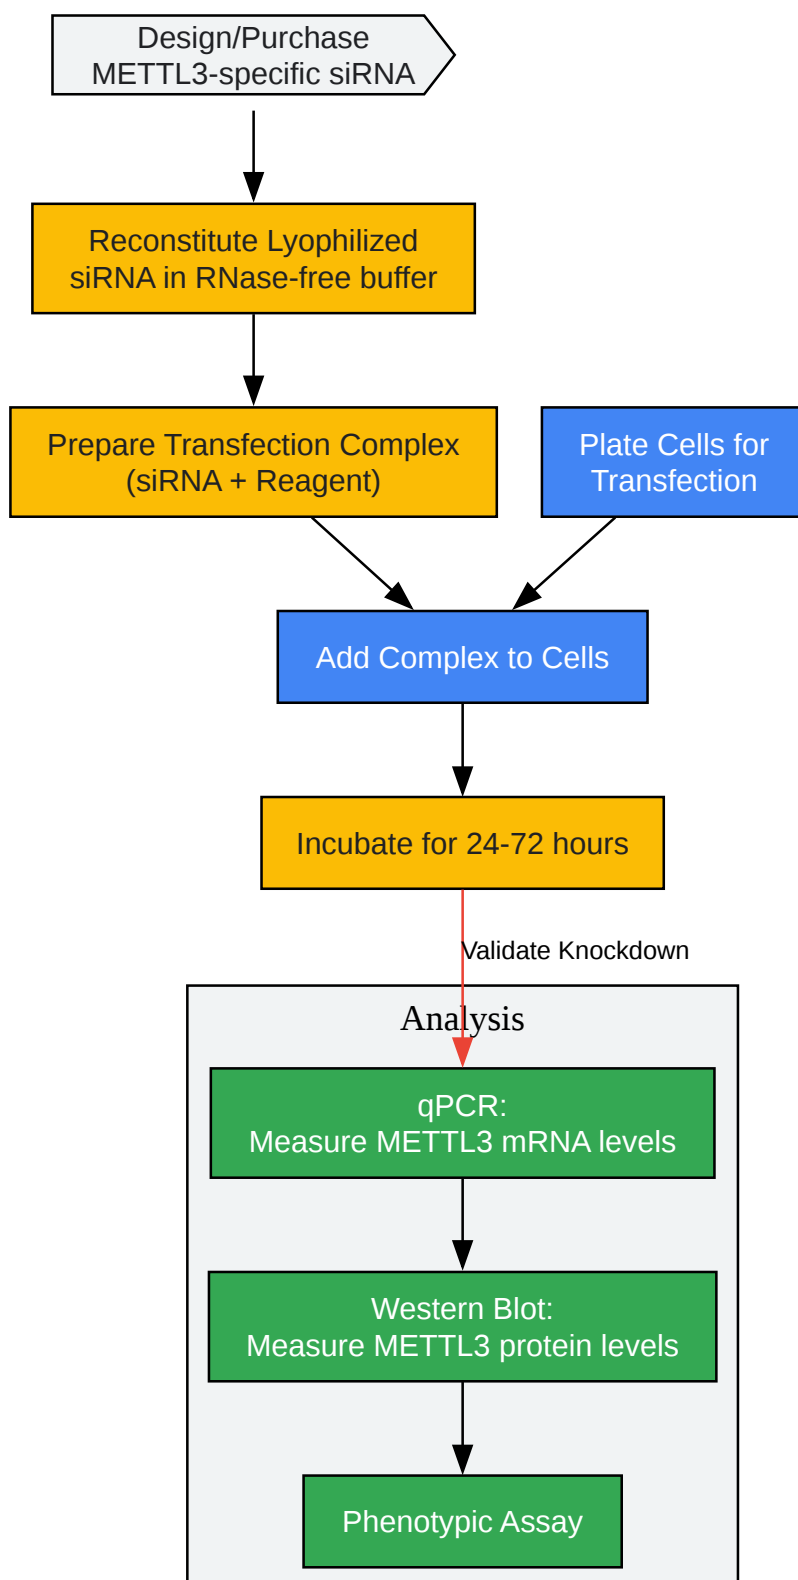 Design/Purchase
METTL3-specific siRNA
Reconstitute Lyophilized
siRNA in RNase-free buffer
Prepare Transfection Complex
(siRNA + Reagent)
Plate Cells for
Transfection
Add Complex to Cells
Incubate for 24-72 hours
Validate Knockdown
Analysis
qPCR:
Measure METTL3 mRNA levels
Western Blot:
Measure METTL3 protein levels
Phenotypic Assay